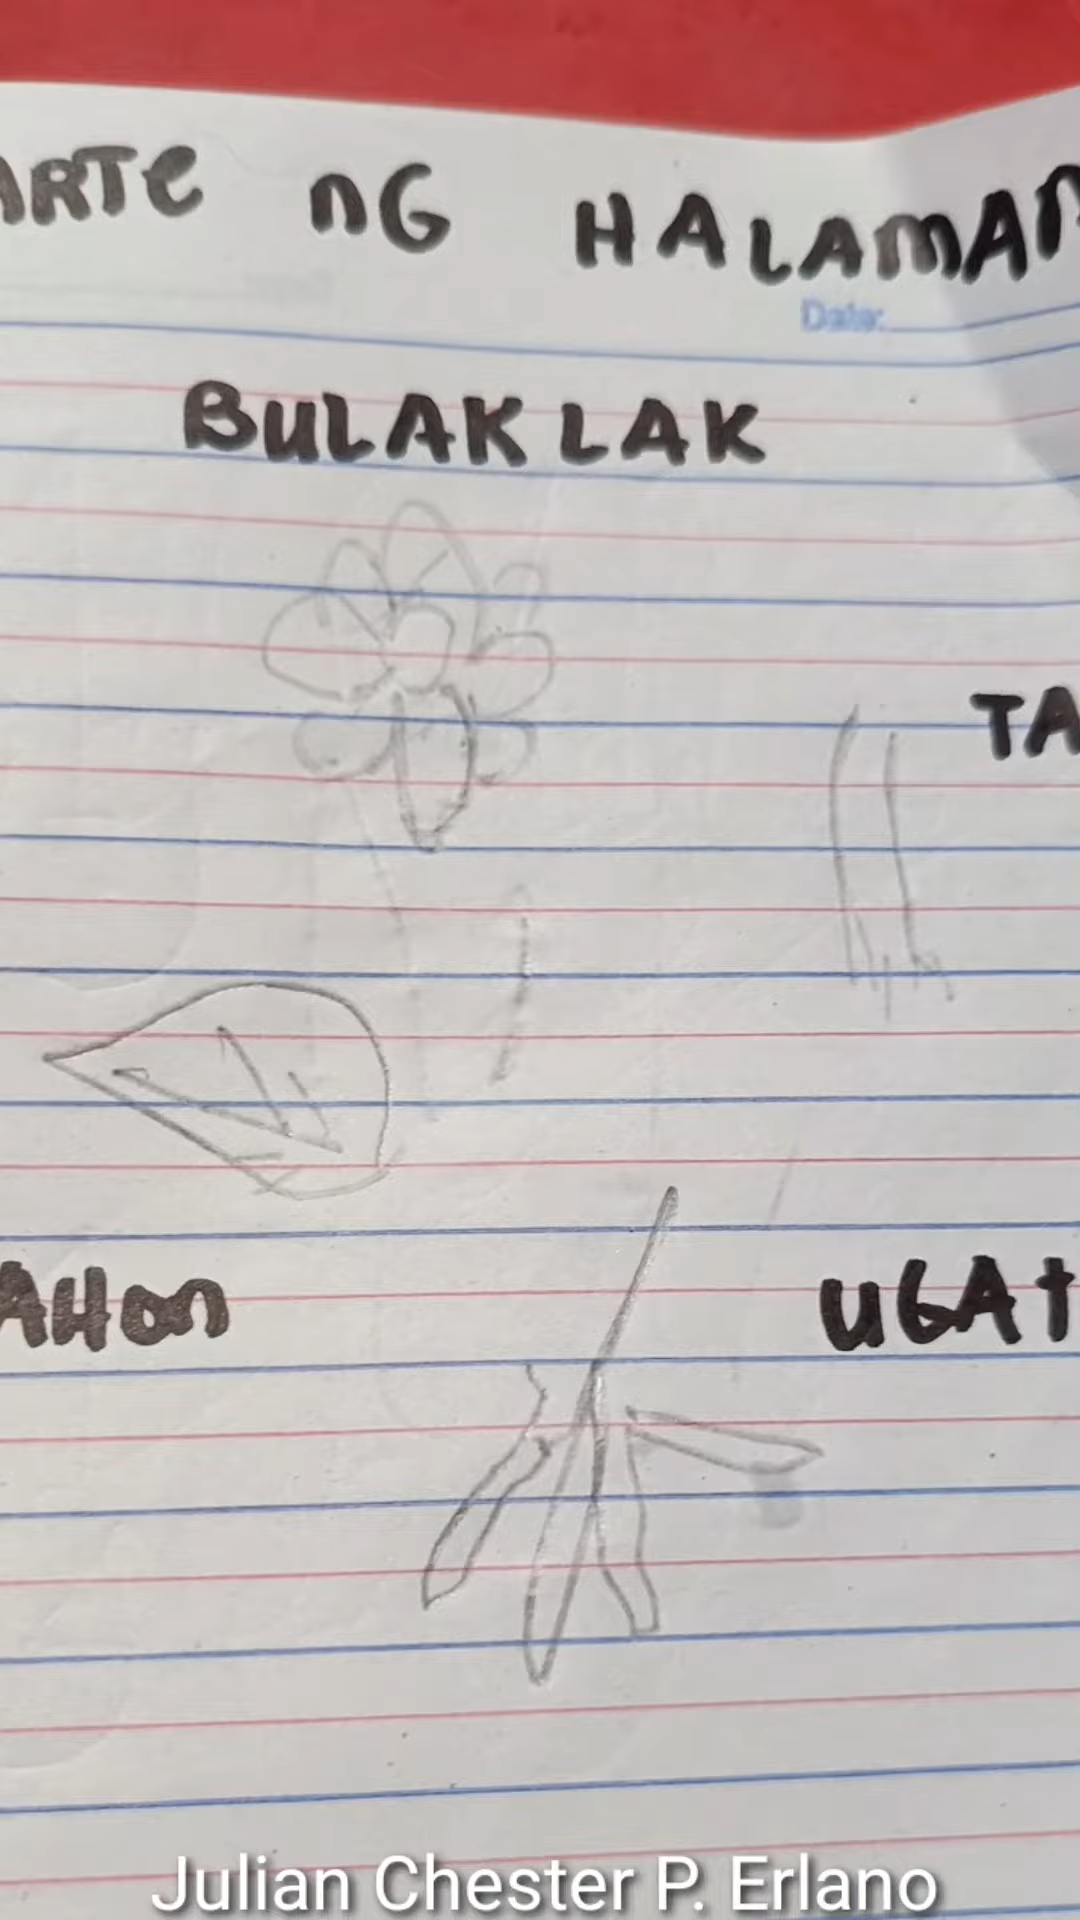 ARTE NG HALAMAN
Date:
BULAKLAK
TA
AHON
UGAT
Julian Chester P. Erlano